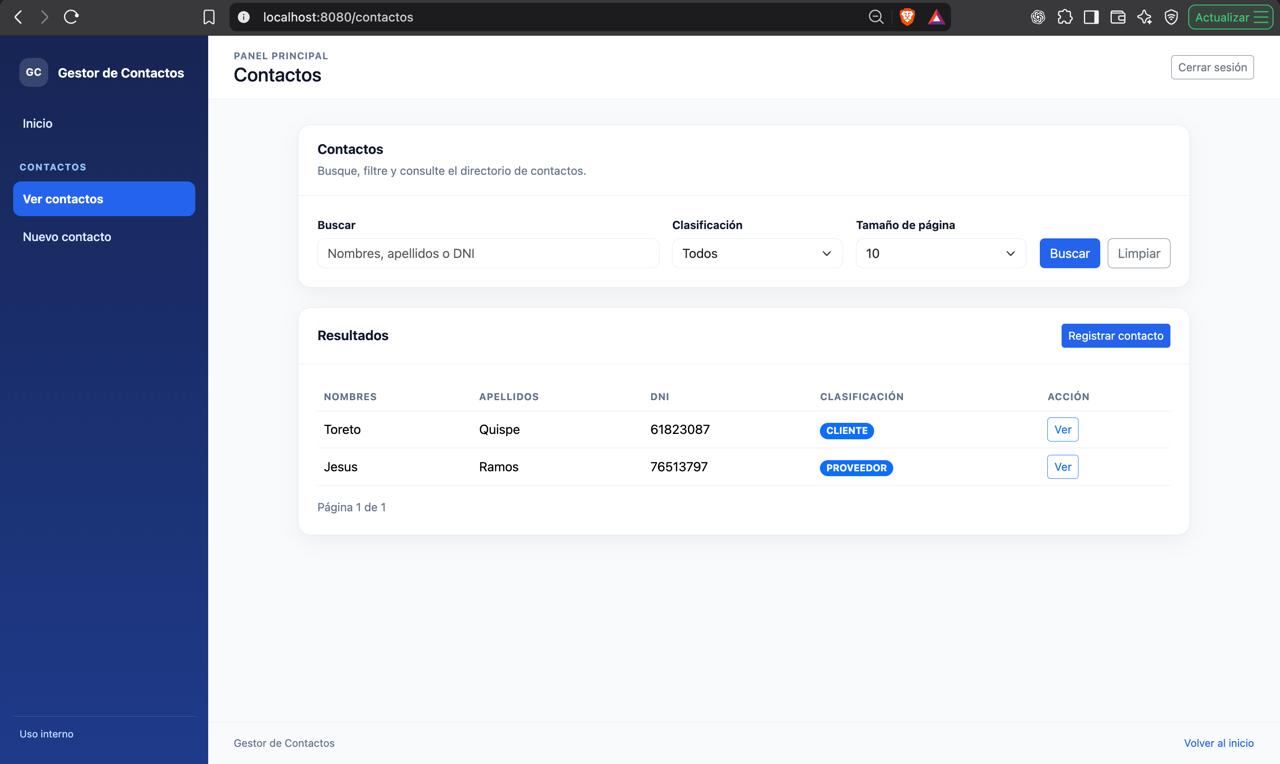 localhost:8080/contactos
Actualizar
GC Gestor de Contactos
Inicio
CONTACTOS
Ver contactos
Nuevo contacto
Uso interno
PANEL PRINCIPAL
Contactos
Cerrar sesión
Contactos
Busque, filtre y consulte el directorio de contactos.
Buscar Clasificación Tamaño de página
Nombres, apellidos o DNI Todos 10 Buscar Limpiar
Resultados Registrar contacto
NOMBRES APELLIDOS DNI CLASIFICACIÓN ACCIÓN
Toreto Quispe 61823087 CLIENTE Ver
Jesus Ramos 76513797 PROVEEDOR Ver
Página 1 de 1
Gestor de Contactos Volver al inicio